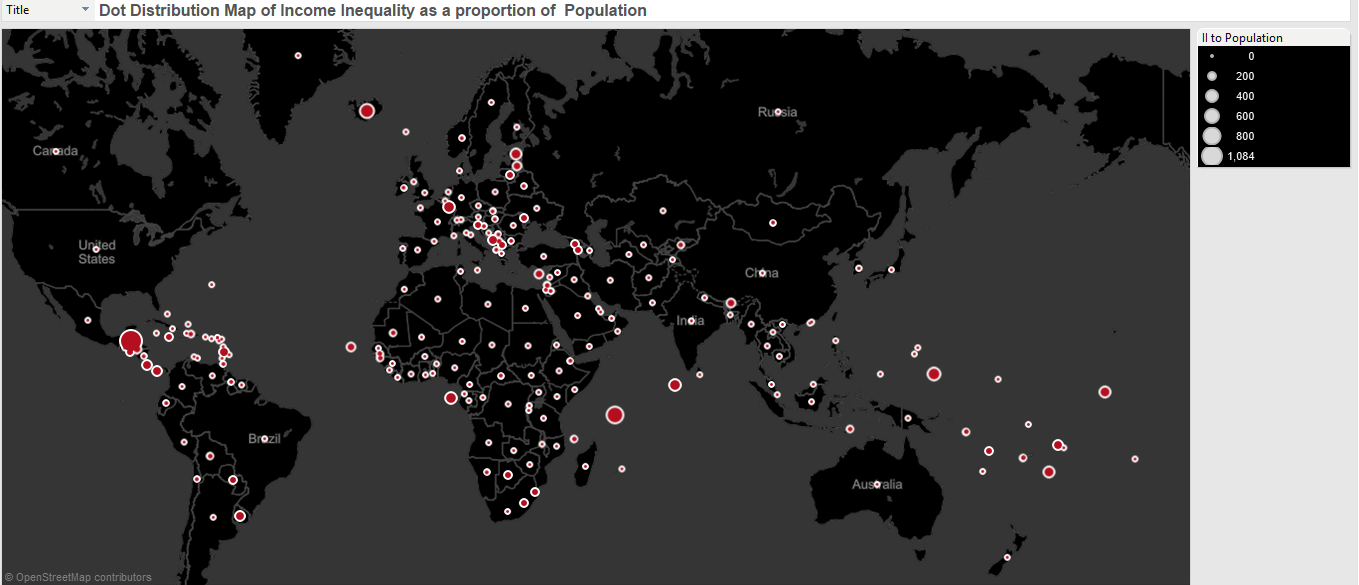 Title
Dot Distribution Map of Income Inequality as a proportion of  Population
II to Population
0
200
400
600
800
1,084
Russia
Canada
United
States
China
India
Brazil
Australia
© OpenStreetMap contributors